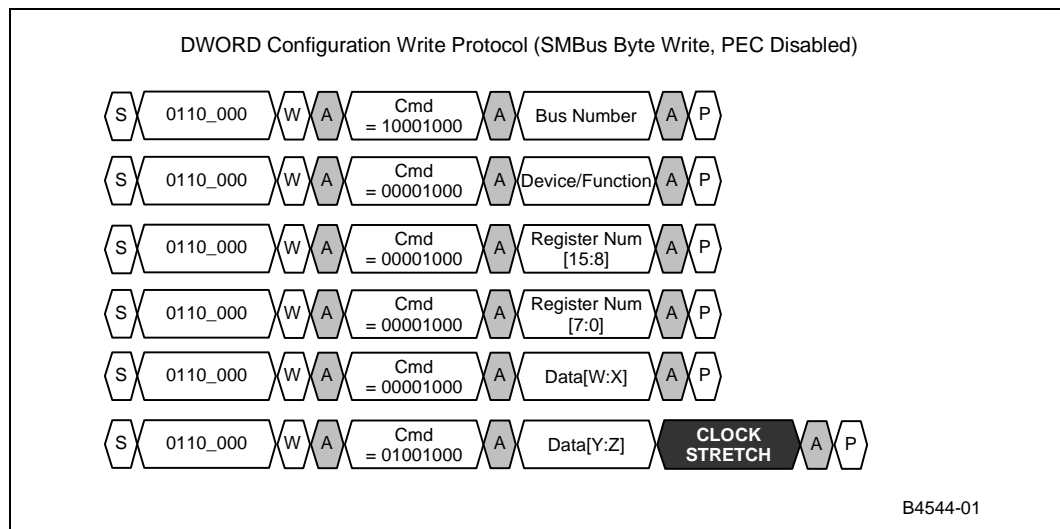 DWORD Configuration Write Protocol (SMBus Byte Write, PEC Disabled)
S 0110_000 W A Cmd = 10001000 A Bus Number A P
S 0110_000 W A Cmd = 00001000 A Device/Function A P
S 0110_000 W A Cmd = 00001000 A Register Num [15:8] A P
S 0110_000 W A Cmd = 00001000 A Register Num [7:0] A P
S 0110_000 W A Cmd = 00001000 A Data[W:X] A P
S 0110_000 W A Cmd = 01001000 A Data[Y:Z] CLOCK STRETCH A P
B4544-01